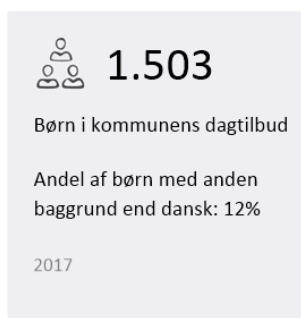 1.503
Børn i kommunens dagtilbud
Andel af børn med anden
baggrund end dansk: 12%
2017